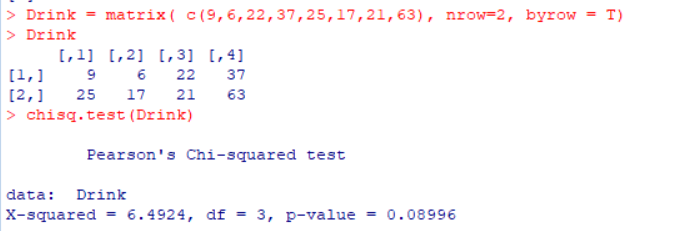 > Drink = matrix( c(9,6,22,37,25,17,21,63), nrow=2, byrow = T)
> Drink
     [,1] [,2] [,3] [,4]
[1,]    9    6   22   37
[2,]   25   17   21   63
> chisq.test(Drink)
        Pearson's Chi-squared test
data:  Drink
X-squared = 6.4924, df = 3, p-value = 0.08996